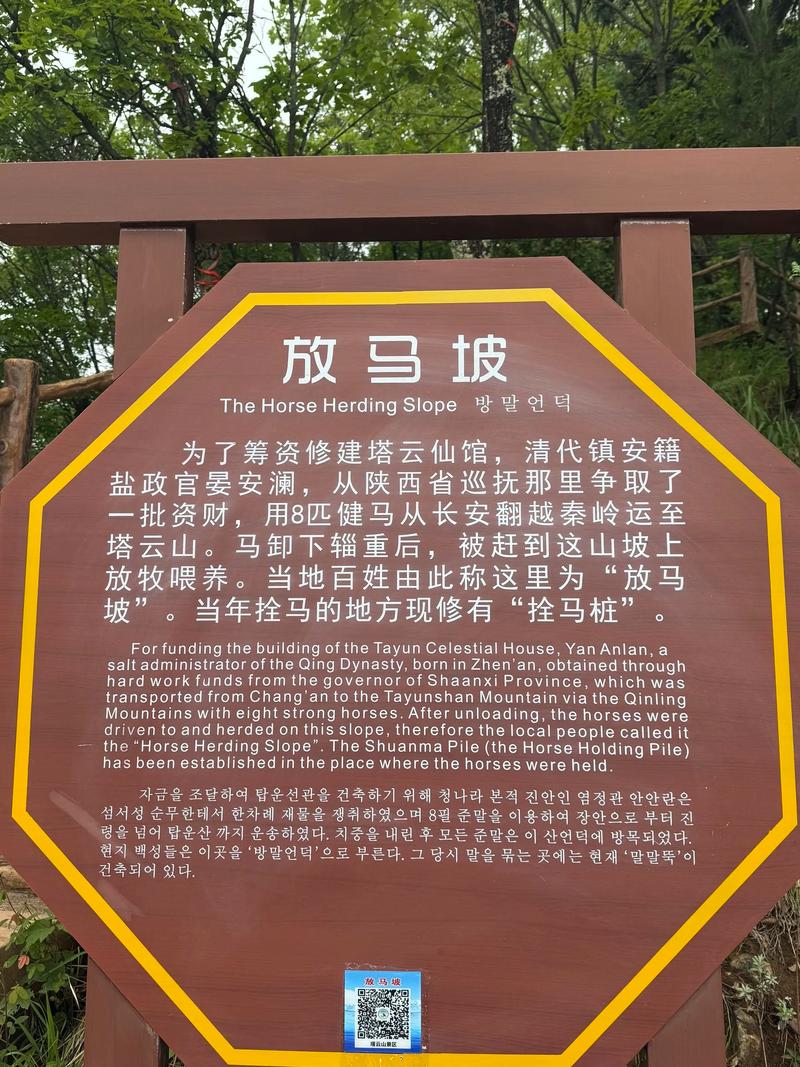 放马坡
The Horse Herding Slope 방말언덕
为了筹资修建塔云仙馆，清代镇安籍
盐政官晏安澜，从陕西省巡抚那里争取了
一批资财，用8匹健马从长安翻越秦岭运至
塔云山。马卸下辎重后，被赶到这山坡上
放牧喂养。当地百姓由此称这里为“放马
坡”。当年拴马的地方现修有“拴马桩”。
For funding the building of the Tayun Celestial House, Yan Anlan, a
salt administrator of the Qing Dynasty, born in Zhen'an, obtained through
hard work funds from the governor of Shaanxi Province, which was
transported from Chang'an to the Tayunshan Mountain via the Qinling
Mountains with eight strong horses. After unloading, the horses were
driven to and herded on this slope, therefore the local people called it
the “Horse Herding Slope”. The Shuanma Pile (the Horse Holding Pile)
has been established in the place where the horses were held.
자금을 조달하여 탑운선관을 건축하기 위해 청나라 본적 진안인 염정관 안안란은
섬서성 순무한테서 한차례 재물을 쟁취하였으며 8필 준말을 이용하여 장안으로 부터 진
령을 넘어 탑운산 까지 운송하였다. 치중을 내린 후 모든 준말은 이 산언덕에 방목되었다.
현지 백성들은 이곳을 ‘방말언덕’으로 부른다. 그 당시 말을 묶는 곳에는 현재 ‘말말뚝’이
건축되어 있다.
放马坡
塔云山景区